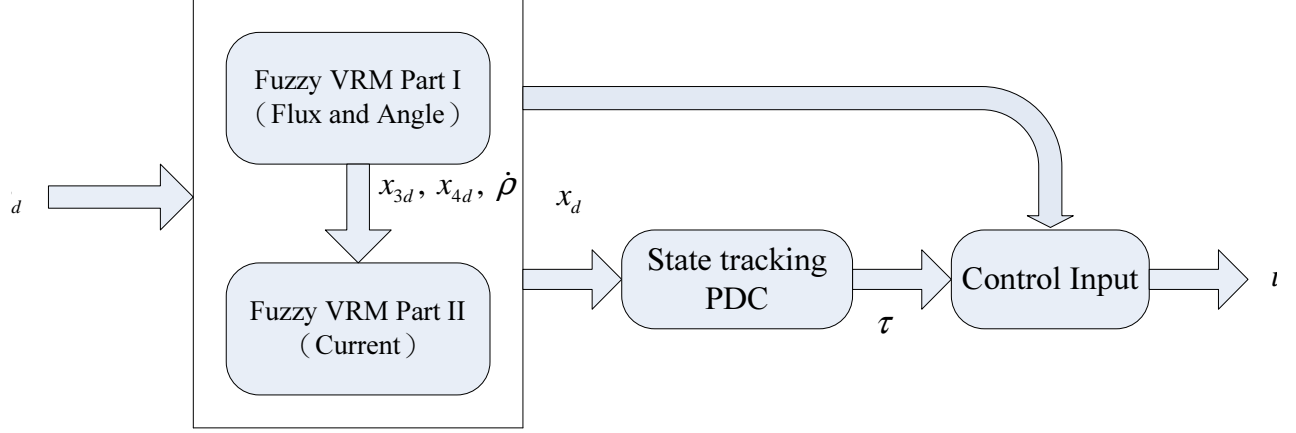 Fuzzy VRM Part I
（Flux and Angle）
x_{3d}, x_{4d}, \dot{ρ}
d
x_d
Fuzzy VRM Part II
（Current）
State tracking
PDC
τ
Control Input